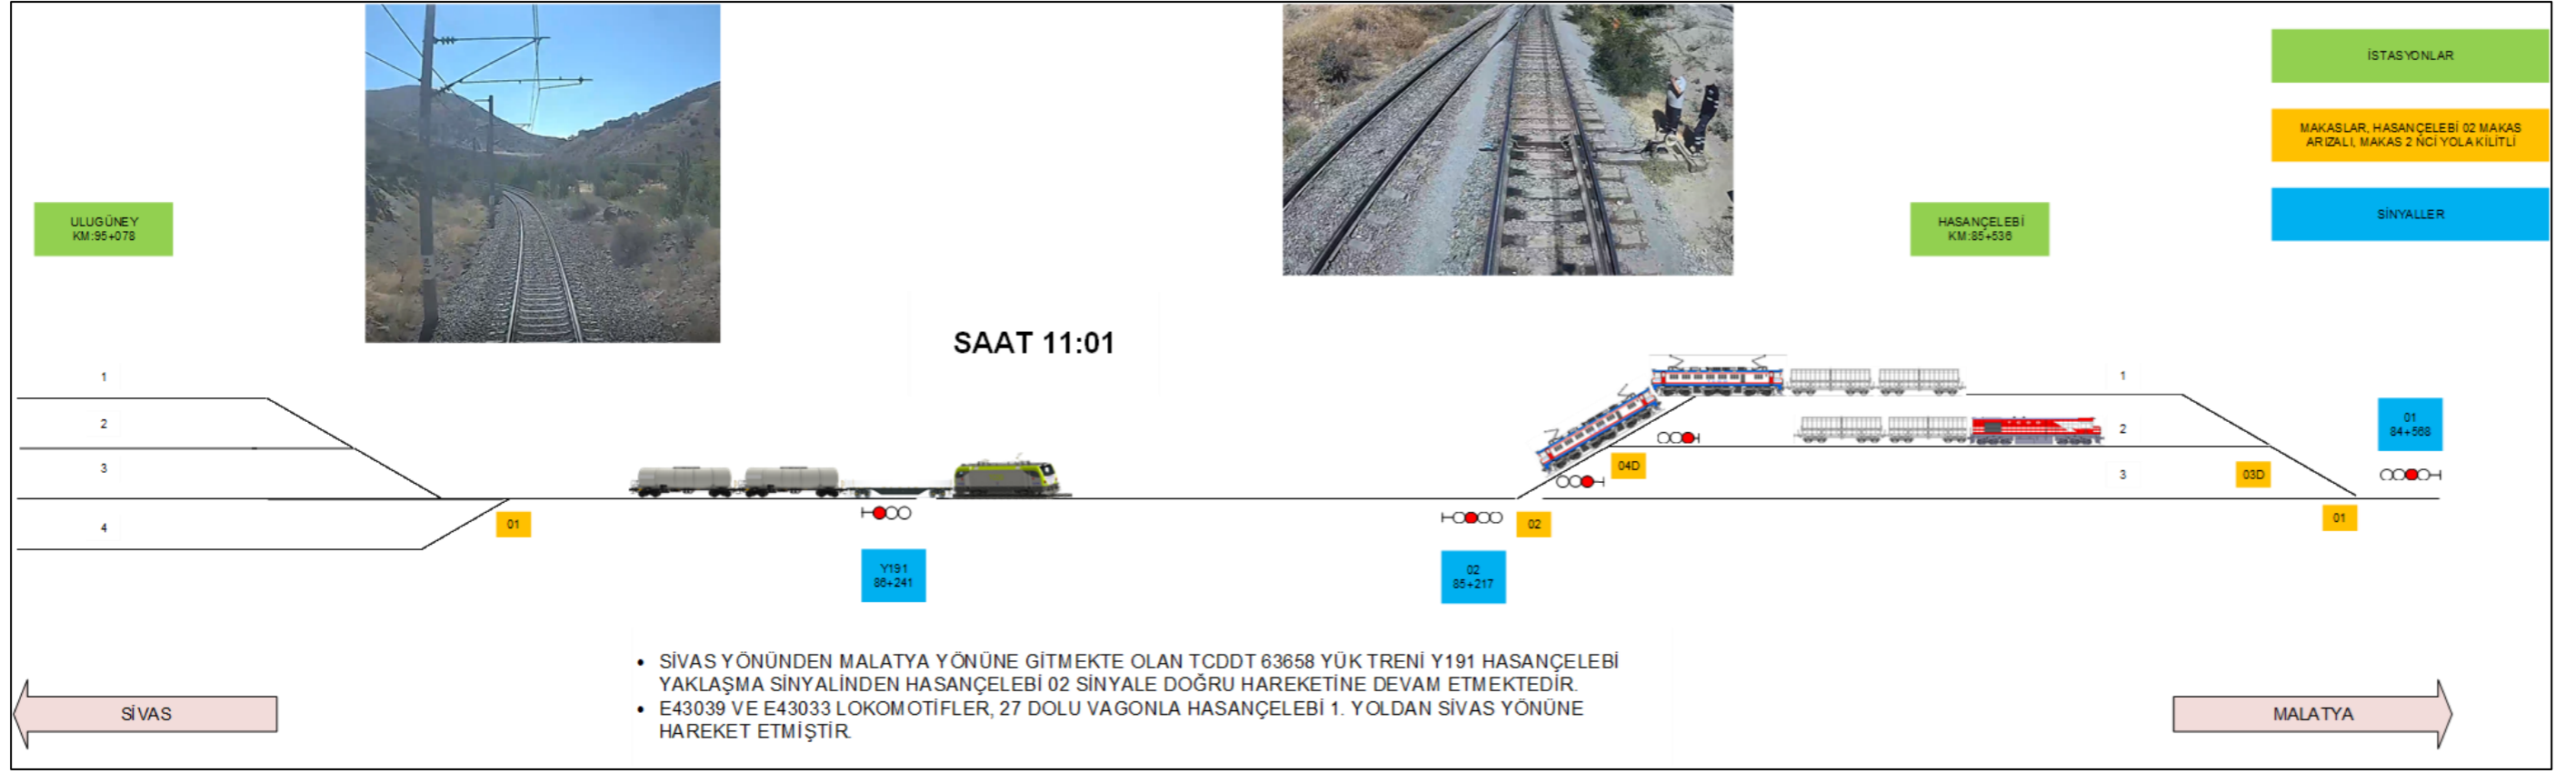 İSTASYONLAR
MAKASLAR, HASANÇELEBİ 02 MAKAS
ARIZALI, MAKAS 2 NCİ YOLA KİLİTLİ
SİNYALLER
ULUGÜNEY
KM:95+078
HASANÇELEBİ
KM:85+536
SAAT 11:01
1
2
3
4
01
Y191
86+241
02
85+217
02
04D
1
2
3
03D
01
01
84+568
• SİVAS YÖNÜNDEN MALATYA YÖNÜNE GİTMEKTE OLAN TCDDT 63658 YÜK TRENİ Y191 HASANÇELEBİ
YAKLAŞMA SİNYALİNDEN HASANÇELEBİ 02 SİNYALE DOĞRU HAREKETİNE DEVAM ETMEKTEDİR.
• E43039 VE E43033 LOKOMOTİFLER, 27 DOLU VAGONLA HASANÇELEBİ 1. YOLDAN SİVAS YÖNÜNE
HAREKET ETMİŞTİR.
SİVAS
MALATYA